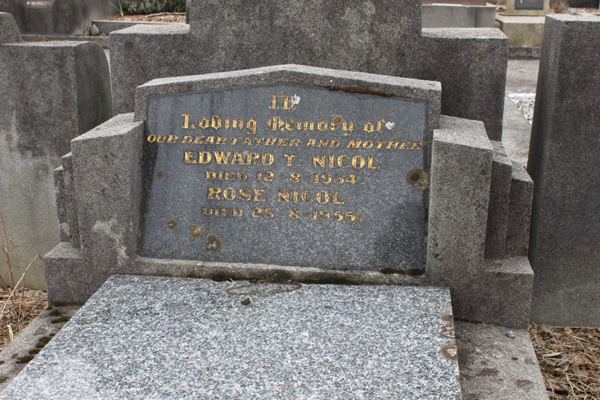 In
Loving Memory of
OUR DEAR FATHER AND MOTHER
EDWARD T. NICOL
DIED 12-8-1954
ROSE NICOL
DIED 25-8-1955